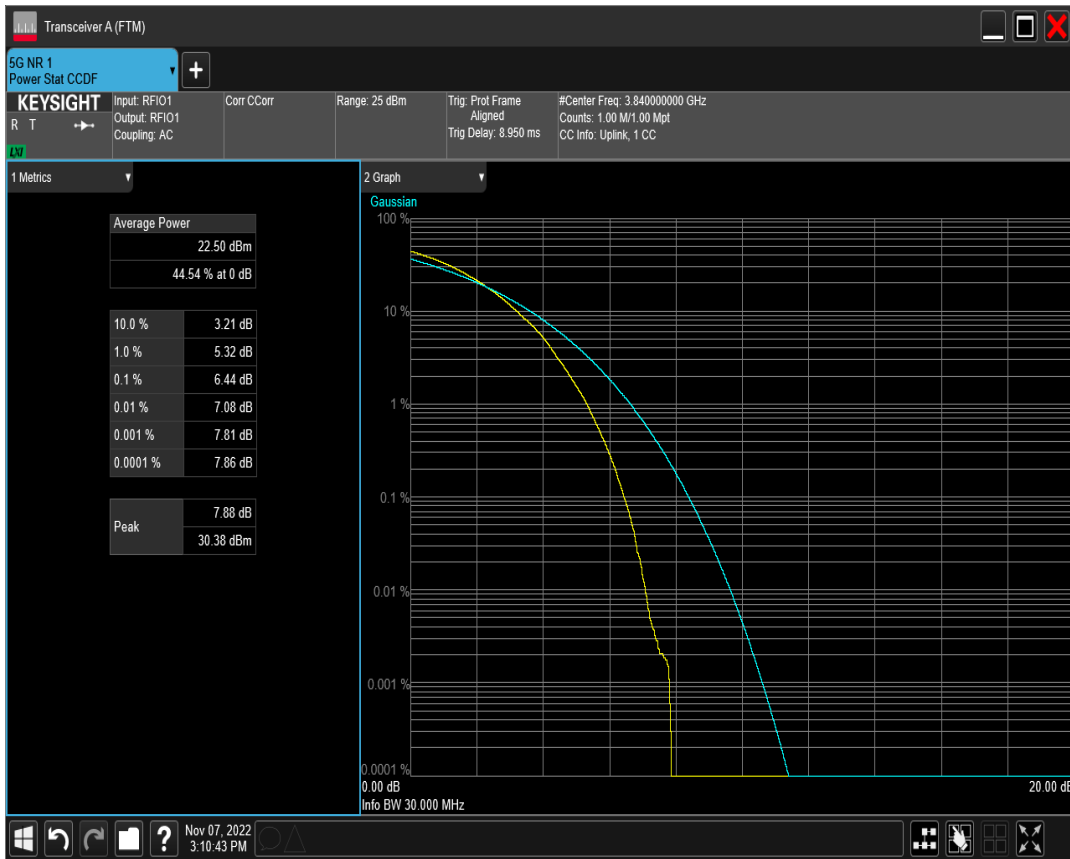 Transceiver A (FTM)
5G NR 1
Power Stat CCDF
+
KEYSIGHT
R T
LXI
Input: RFIO1
Output: RFIO1
Coupling: AC
Corr CCorr
Range: 25 dBm
Trig: Prot Frame
Aligned
Trig Delay: 8.950 ms
#Center Freq: 3.840000000 GHz
Counts: 1.00 M/1.00 Mpt
CC Info: Uplink, 1 CC
1 Metrics
Average Power
22.50 dBm
44.54 % at 0 dB
10.0 % 3.21 dB
1.0 % 5.32 dB
0.1 % 6.44 dB
0.01 % 7.08 dB
0.001 % 7.81 dB
0.0001 % 7.86 dB
Peak
7.88 dB
30.38 dBm
2 Graph
Gaussian
100 %
10 %
1 %
0.1 %
0.01 %
0.001 %
0.0001 %
0.00 dB 20.00 dB
Info BW 30.000 MHz
?
Nov 07, 2022
3:10:43 PM